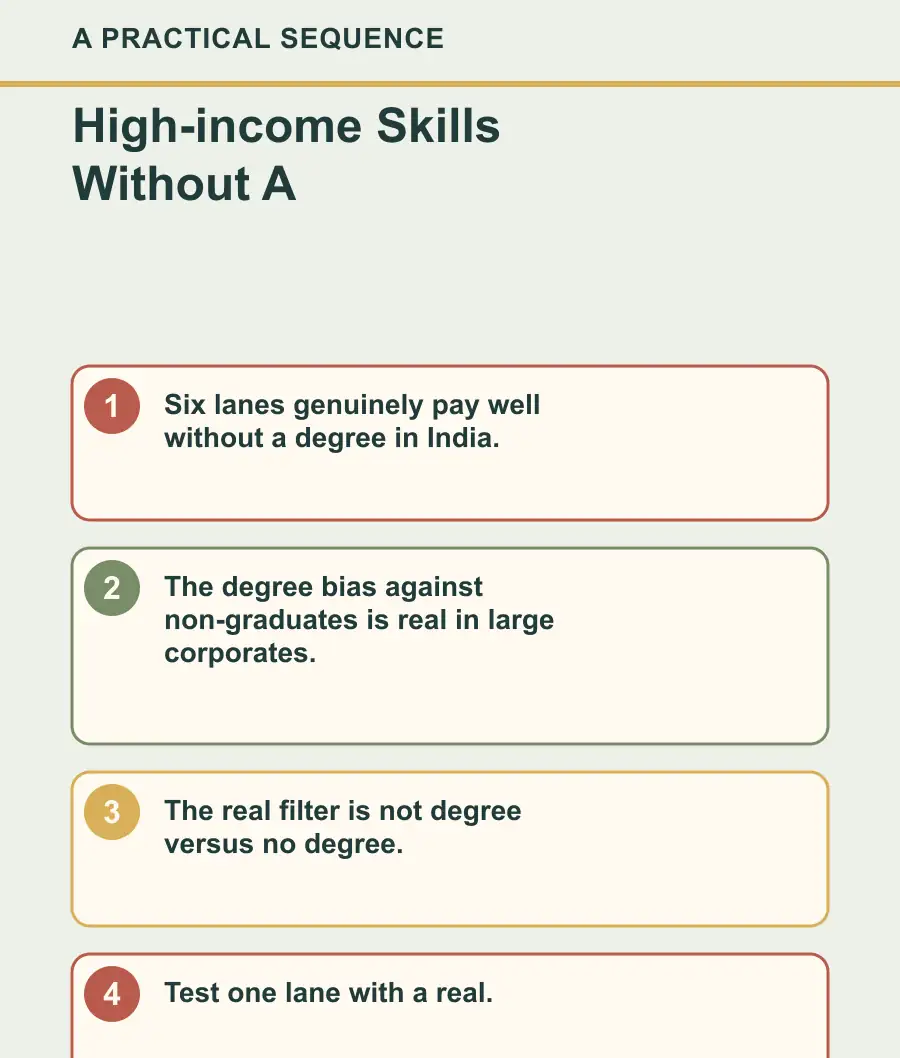 A PRACTICAL SEQUENCE
High-income Skills
Without A
1
Six lanes genuinely pay well
without a degree in India.
2
The degree bias against
non-graduates is real in large
corporates.
3
The real filter is not degree
versus no degree.
4
Test one lane with a real.